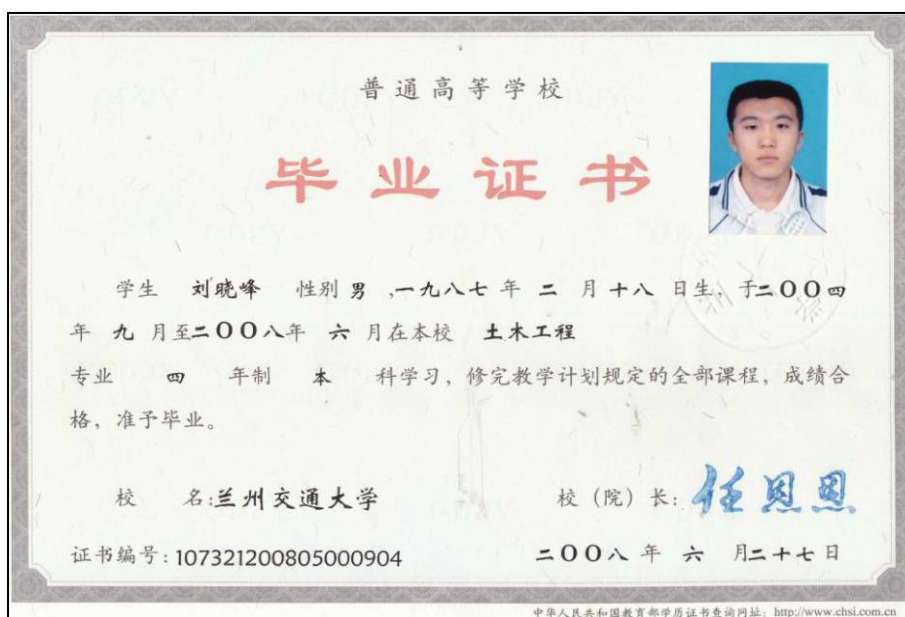 普通高等学校
毕业证书
学生 刘晓峰 性别 男 ,一九八七 年 二 月 十八 日生, 于二〇〇四
年 九 月至二〇〇八年 六 月在本校 土木工程
专业 四 年制 本 科学习, 修完教学计划规定的全部课程, 成绩合
格, 准予毕业。
校 名:兰州交通大学 校 (院) 长: 任恩恩
证书编号: 107321200805000904 二〇〇八 年 六 月二十七日
中华人民共和国教育部学历证书查询网址: http://www.chsi.com.cn